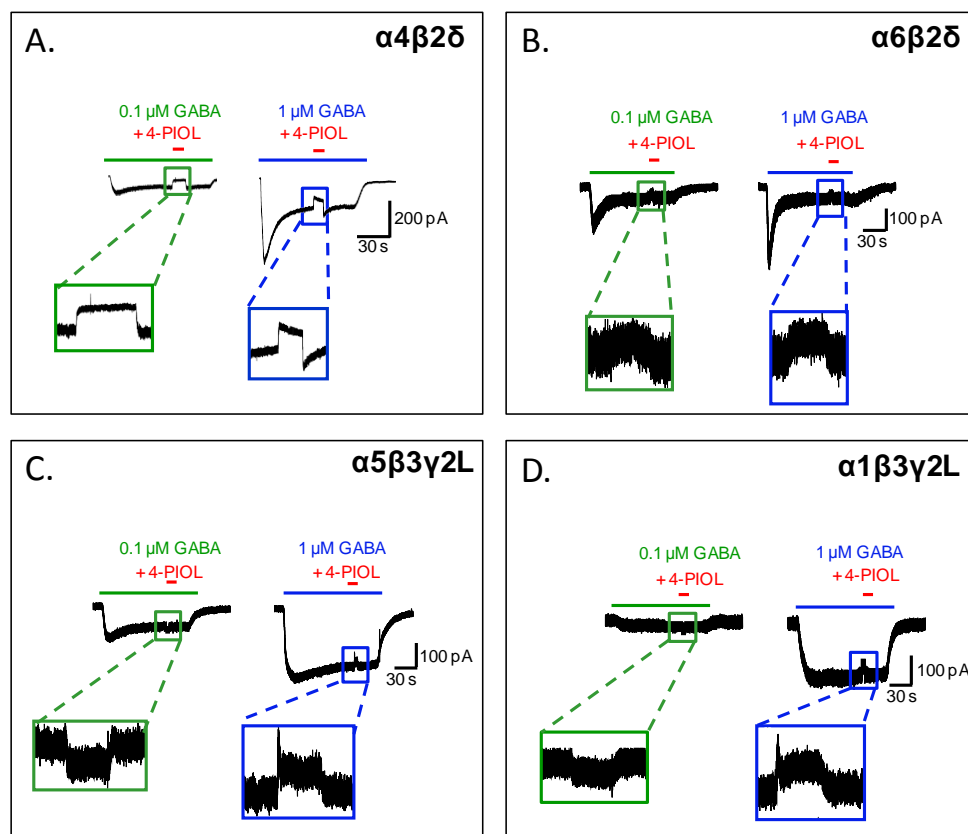 A.
α4β2δ
0.1 µM GABA
+ 4-PIOL
1 µM GABA
+ 4-PIOL
200 pA
30 s
B.
α6β2δ
0.1 µM GABA
+ 4-PIOL
1 µM GABA
+ 4-PIOL
100 pA
30 s
C.
α5β3γ2L
0.1 µM GABA
+ 4-PIOL
1 µM GABA
+ 4-PIOL
100 pA
30 s
D.
α1β3γ2L
0.1 µM GABA
+ 4-PIOL
1 µM GABA
+ 4-PIOL
100 pA
30 s